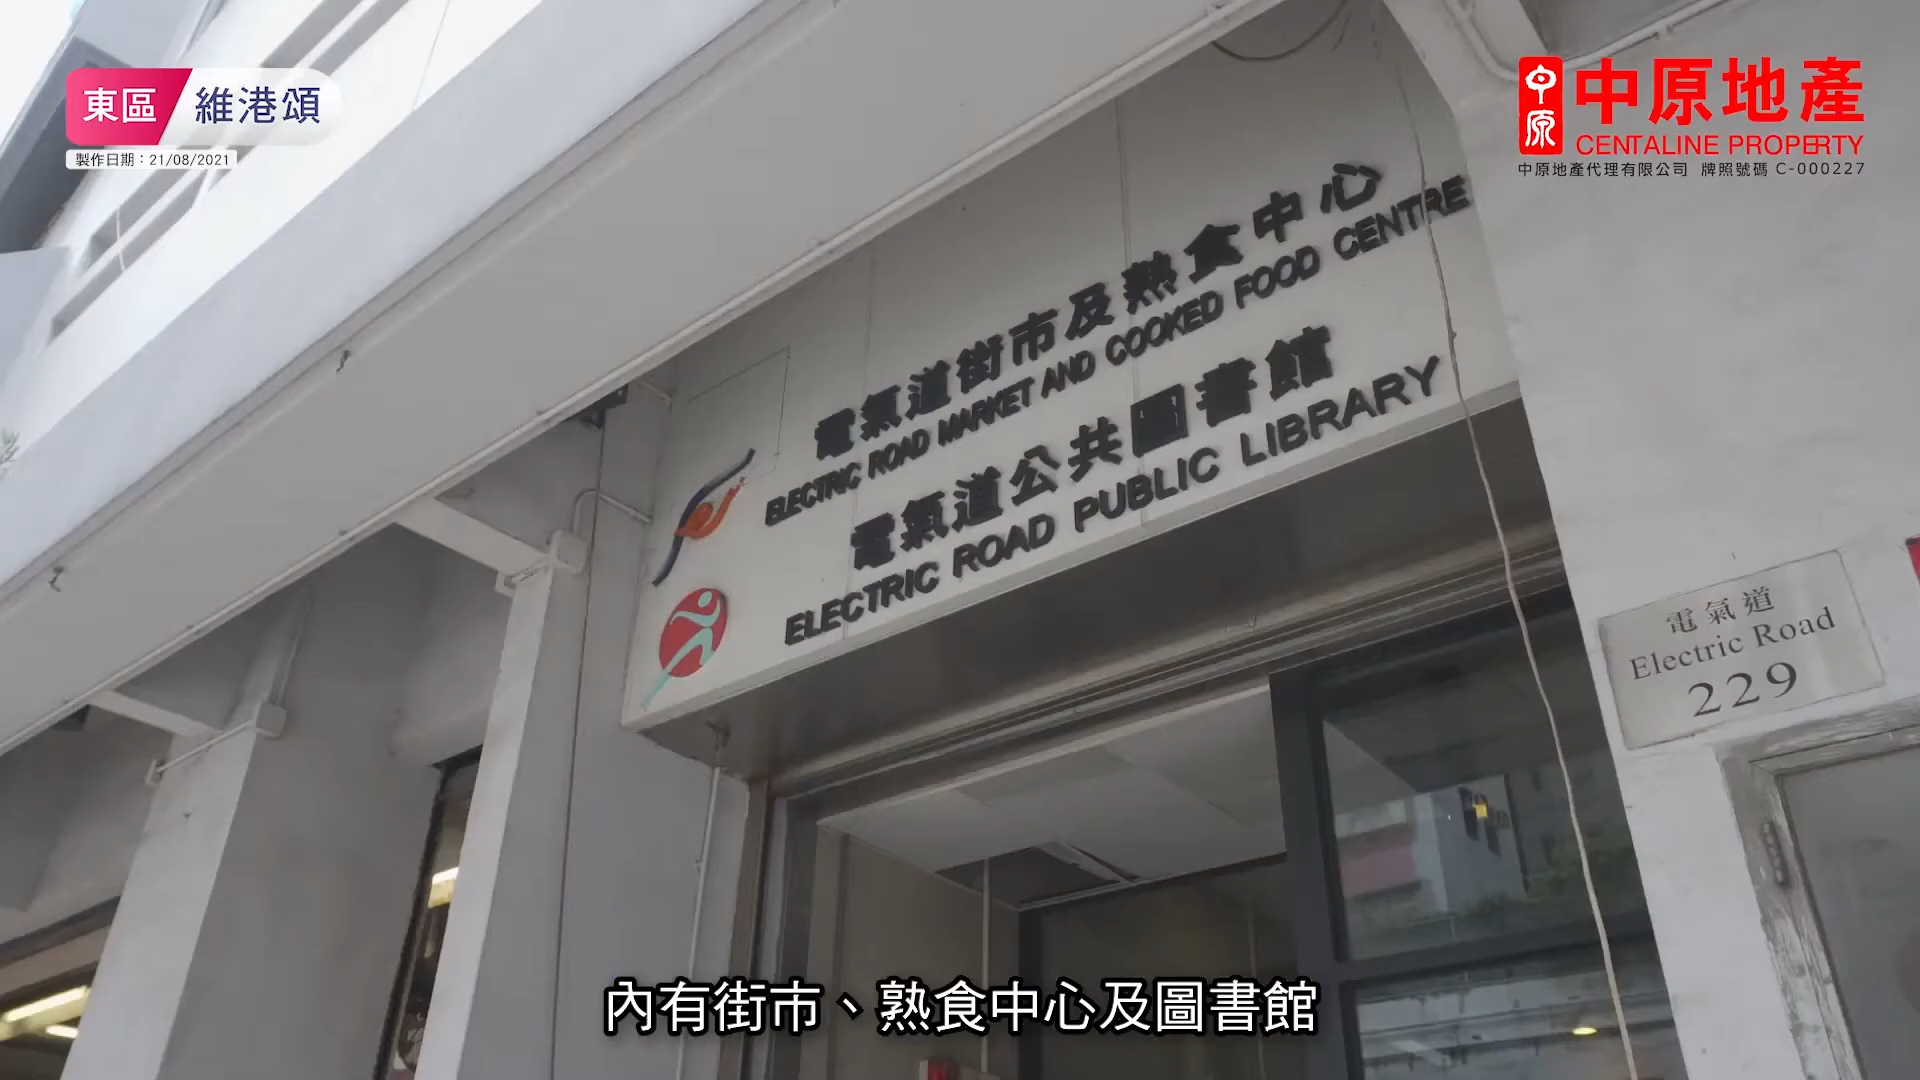 東區 維港頌
製作日期：21/08/2021
中原
中原地產
CENTALINE PROPERTY
中原地產代理有限公司 牌照號碼 C-000227
電氣道街市及熟食中心
ELECTRIC ROAD MARKET AND COOKED FOOD CENTRE
電氣道公共圖書館
ELECTRIC ROAD PUBLIC LIBRARY
電氣道
Electric Road
229
內有街市、熟食中心及圖書館